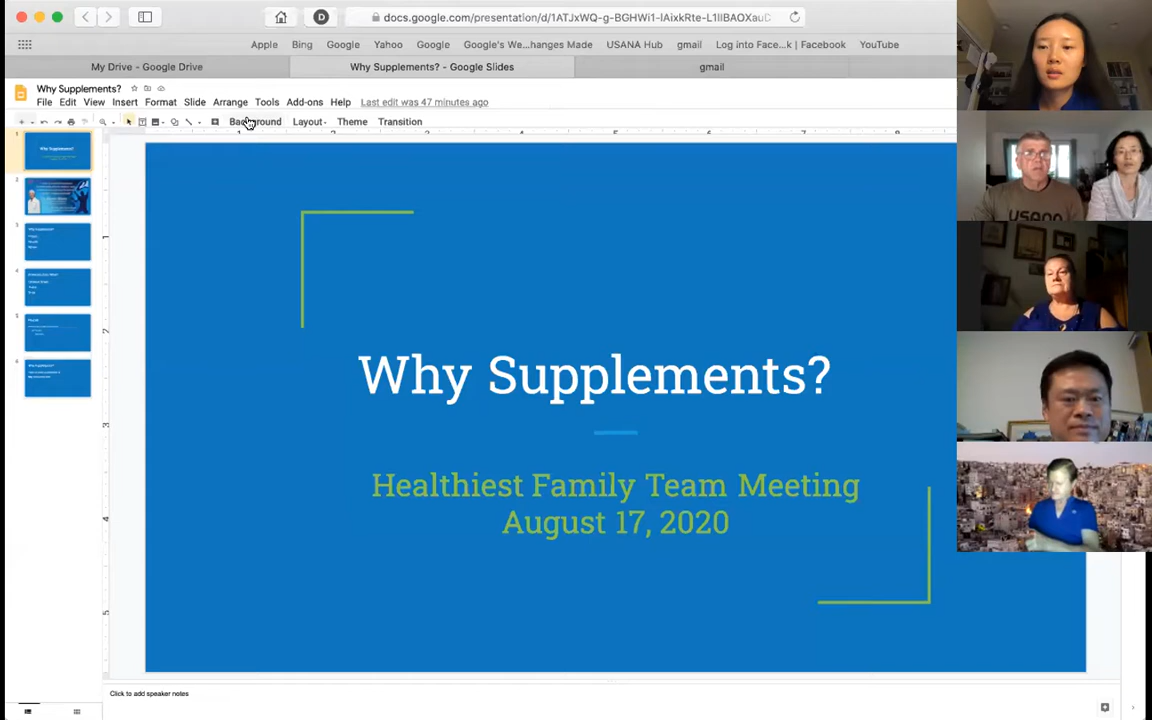 docs.google.com/presentation/d/1ATJxWQ-g-BGHWi1-lAixkRte-L1lIBAOXauD
Apple Bing Google Yahoo Google Google's We...hanges Made USANA Hub gmail Log into Face...k | Facebook YouTube
My Drive - Google Drive Why Supplements? - Google Slides gmail
Why Supplements?
File Edit View Insert Format Slide Arrange Tools Add-ons Help Last edit was 47 minutes ago
Background Layout Theme Transition
Why Supplements?
Healthiest Family Team Meeting
August 17, 2020
USANA
Click to add speaker notes